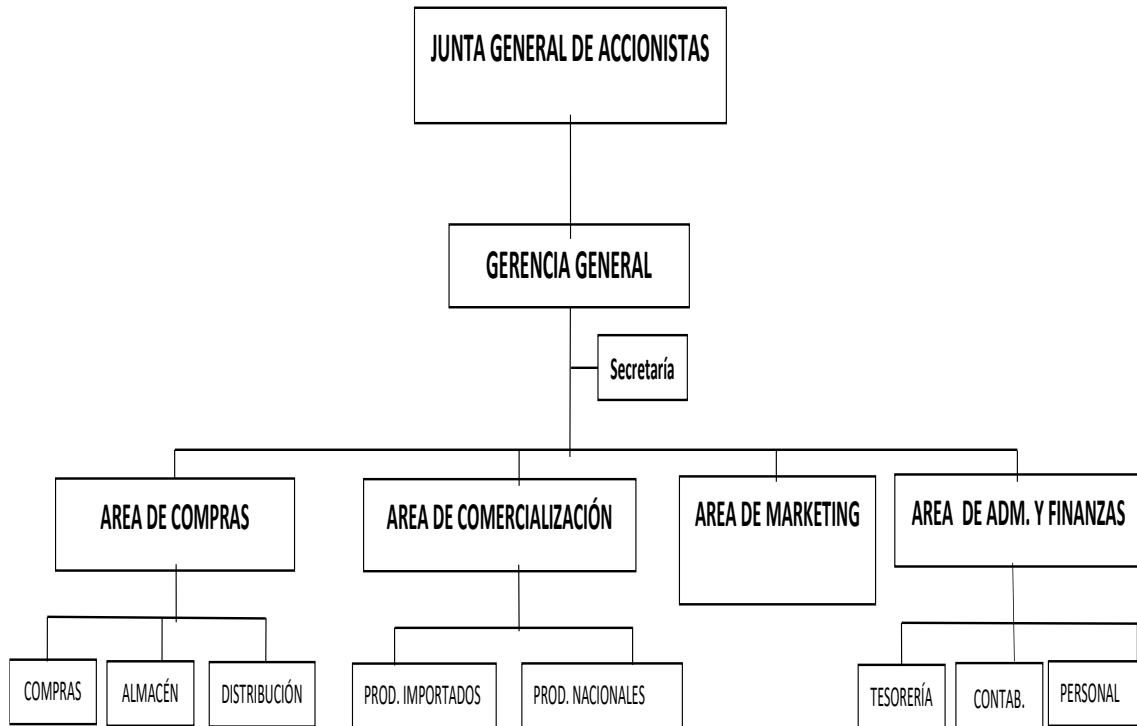 JUNTA GENERAL DE ACCIONISTAS
GERENCIA GENERAL
Secretaría
AREA DE COMPRAS
AREA DE COMERCIALIZACIÓN
AREA DE MARKETING
AREA DE ADM. Y FINANZAS
COMPRAS
ALMACÉN
DISTRIBUCIÓN
PROD. IMPORTADOS
PROD. NACIONALES
TESORERÍA
CONTAB.
PERSONAL